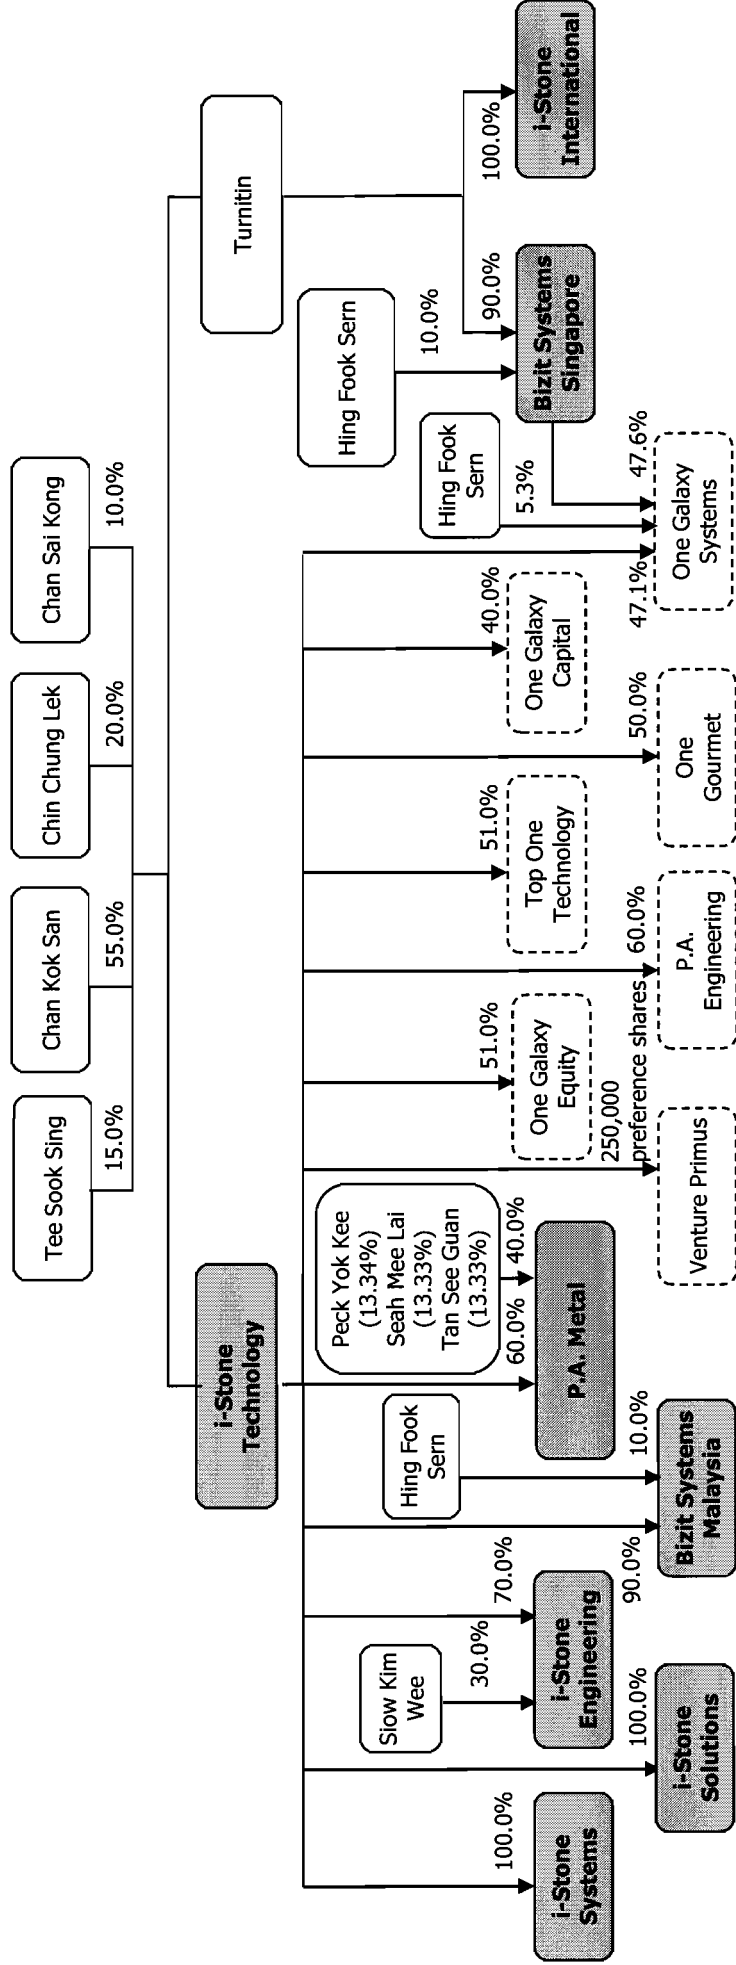 Tee Sook Sing
Chan Kok San
Chin Chung Lek
Chan Sai Kong
15.0%
55.0%
20.0%
10.0%
i-Stone
Technology
Turnitin
Peck Yok Kee
(13.34%)
Seah Mee Lai
(13.33%)
Tan See Guan
(13.33%)
Hing Fook Sern
Siow Kim
Wee
Hing Fook
Sern
Hing Fook
Sern
10.0%
100.0%
30.0%
70.0%
60.0%
40.0%
51.0%
51.0%
40.0%
5.3%
90.0%
100.0%
i-Stone
Systems
i-Stone
Engineering
P.A. Metal
One Galaxy
Equity
Top One
Technology
One Galaxy
Capital
Bizit Systems
Singapore
i-Stone
International
100.0%
90.0%
10.0%
250,000
preference shares
60.0%
50.0%
47.1%
47.6%
i-Stone
Solutions
Bizit Systems
Malaysia
Venture Primus
P.A.
Engineering
One
Gourmet
One Galaxy
Systems